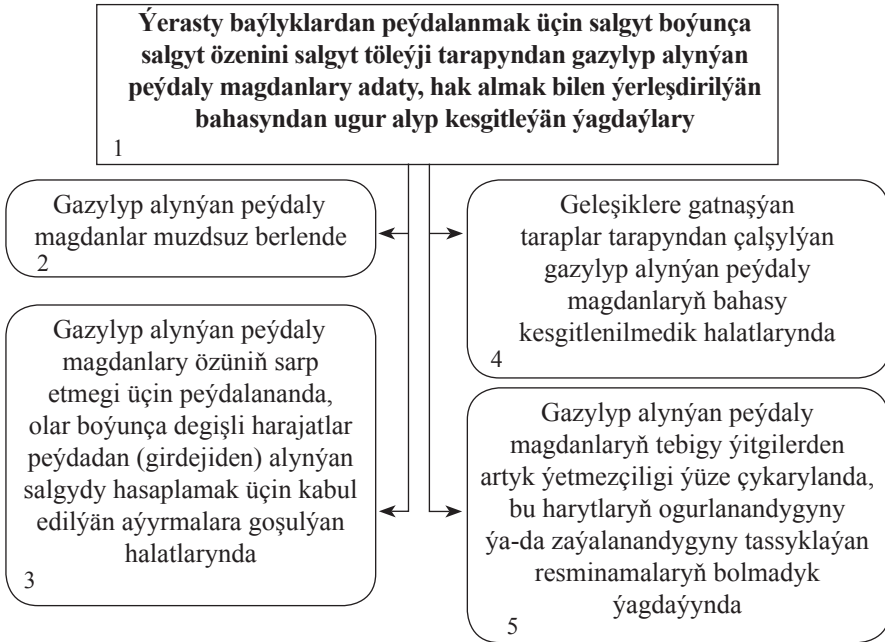 Ýerasty baýlyklardan peýdalanmak üçin salgyt boýunça
salgyt özenini salgyt töleýji tarapyndan gazylyp alynýan
peýdaly magdanlary adaty, hak almak bilen ýerleşdirilýän
bahasyndan ugur alyp kesgitleýän ýagdaýlary
1
Gazylyp alynýan peýdaly
magdanlar muzdsuz berlende
2
Gazylyp alynýan peýdaly
magdanlary özüniň sarp
etmegi üçin peýdalananda,
olar boýunça degişli harajatlar
peýdadan (girdejiden) alynýan
salgydy hasaplamak üçin kabul
edilýän aýyrmalara goşulýan
halatlarynda
3
Geleşiklere gatnaşýan
taraplar tarapyndan çalşylýan
gazylyp alynýan peýdaly
magdanlaryň bahasy
kesgitlenilmedik halatlarynda
4
Gazylyp alynýan peýdaly
magdanlaryň tebigy ýitgilerden
artyk ýetmezçiligi ýüze çykarylanda,
bu harytlaryň ogurlanandygyny
ýa-da zaýalanandygyny tassyklaýan
resminamalaryň bolmadyk
ýagdaýynda
5